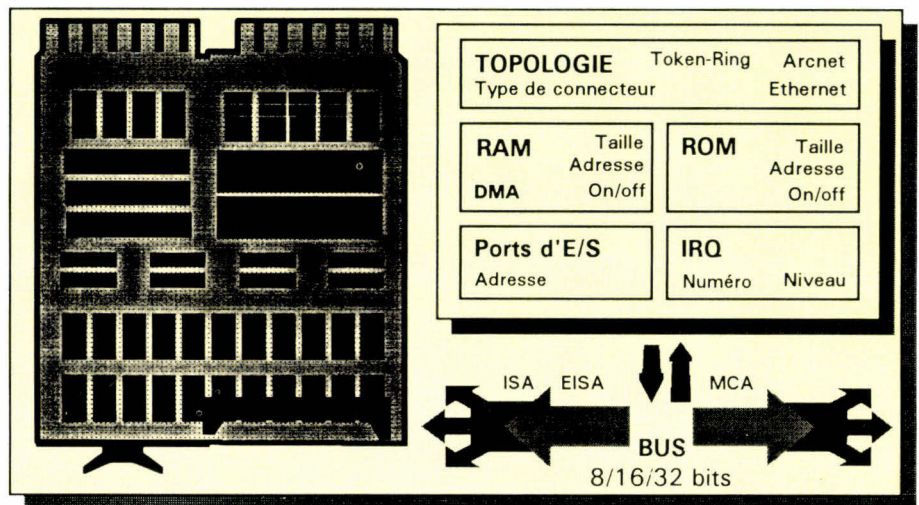 TOPOLOGIE Token-Ring Arcnet
Type de connecteur Ethernet
RAM Taille
Adresse
DMA On/off
ROM Taille
Adresse
On/off
Ports d'E/S
Adresse
IRQ
Numéro Niveau
ISA EISA MCA
BUS
8/16/32 bits